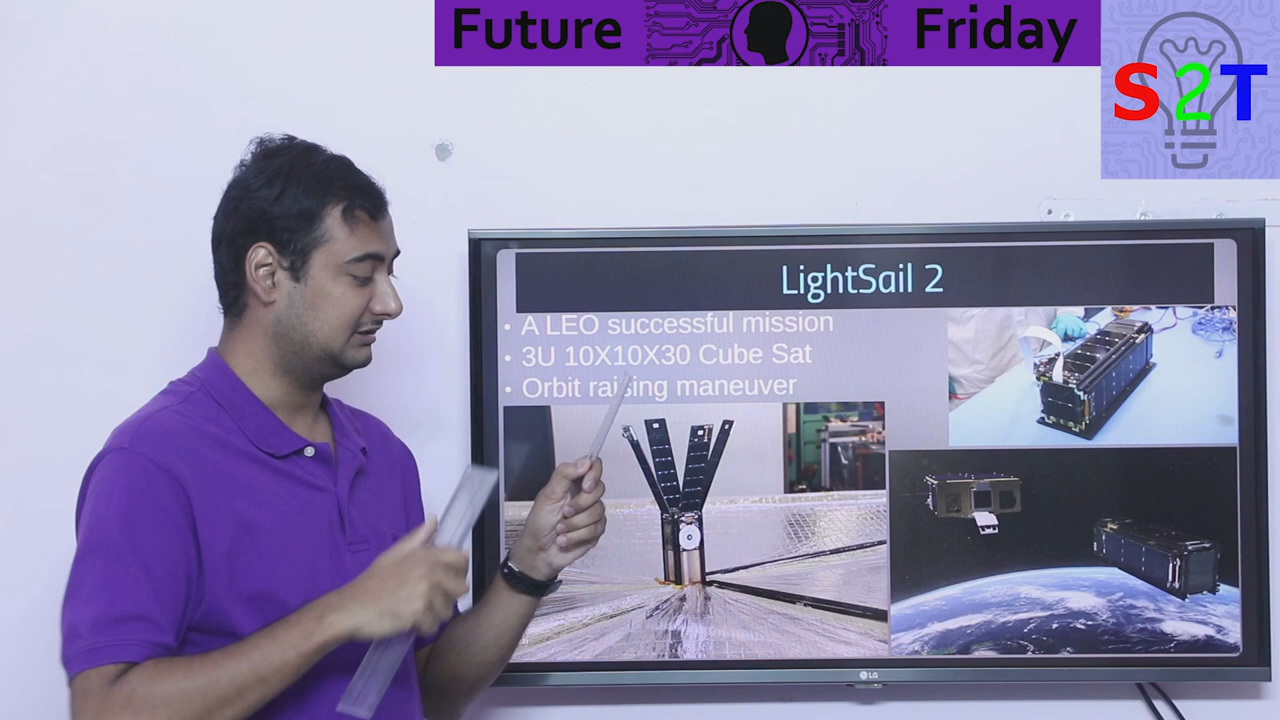 Future Friday
S2T
LightSail 2
• A LEO successful mission
• 3U 10X10X30 Cube Sat
• Orbit raising maneuver
LG